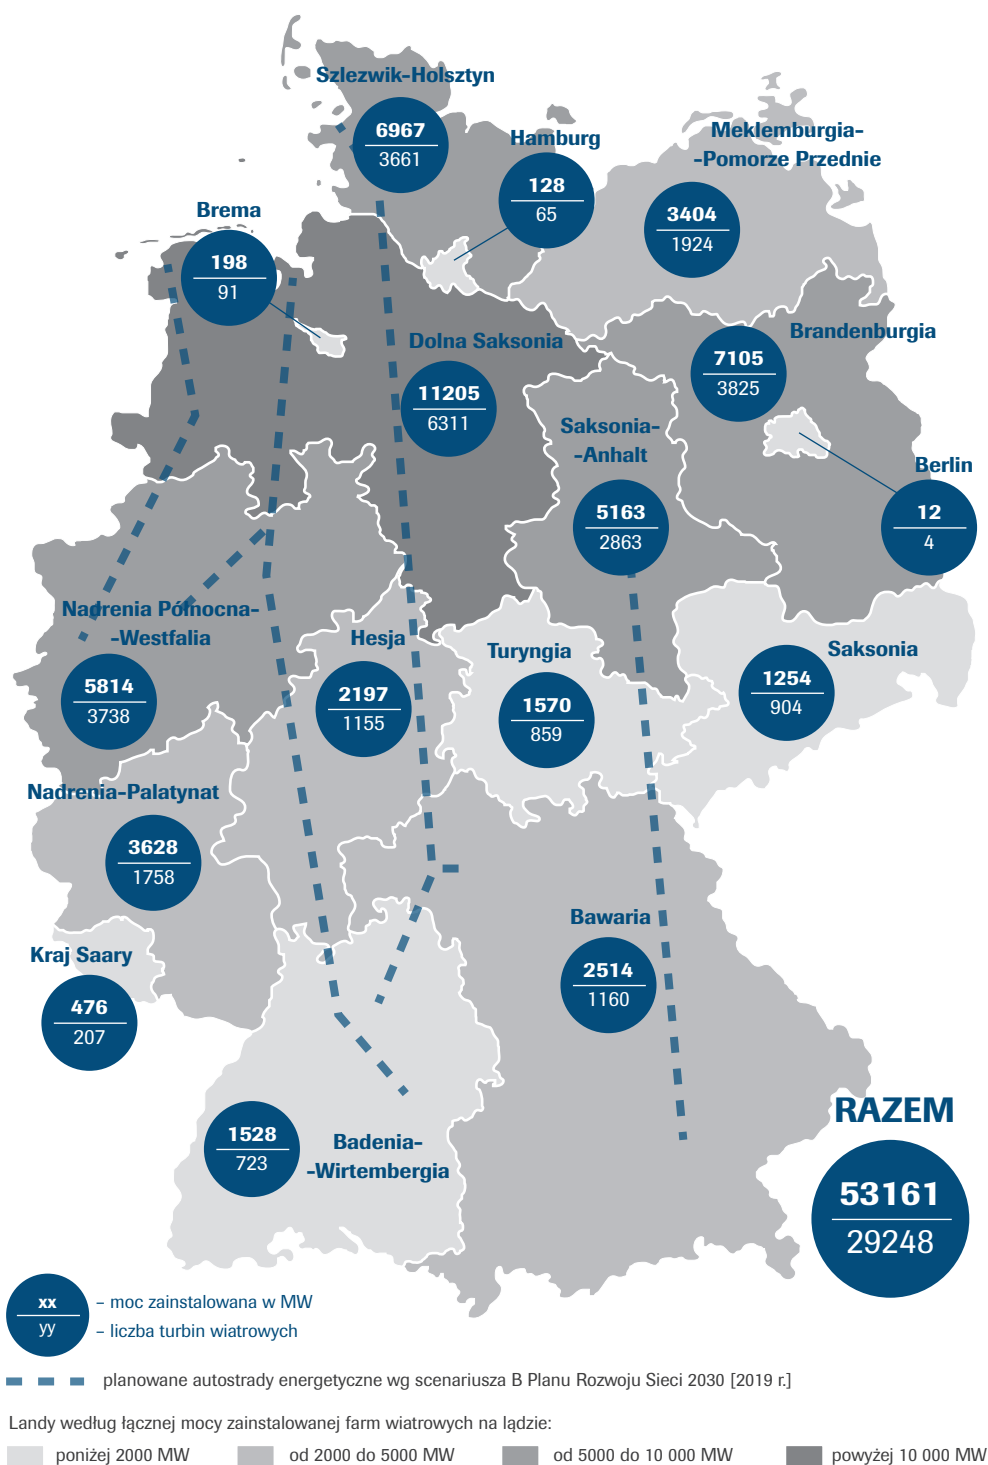 Szlezwik-Holsztyn
6967
3661
Hamburg
128
65
Meklemburgia-
-Pomorze Przednie
3404
1924
Brema
198
91
Dolna Saksonia
11205
6311
Brandenburgia
7105
3825
Saksonia-
-Anhalt
5163
2863
Berlin
12
4
Nadrenia Północna-
-Westfalia
5814
3738
Hesja
2197
1155
Turyngia
1570
859
Saksonia
1254
904
Nadrenia-Palatynat
3628
1758
Kraj Saary
476
207
Bawaria
2514
1160
Badenia-
-Wirtembergia
1528
723
RAZEM
53161
29248
xx – moc zainstalowana w MW
yy – liczba turbin wiatrowych
planowane autostrady energetyczne wg scenariusza B Planu Rozwoju Sieci 2030 [2019 r.]
Landy według łącznej mocy zainstalowanej farm wiatrowych na lądzie:
poniżej 2000 MW od 2000 do 5000 MW od 5000 do 10 000 MW powyżej 10 000 MW